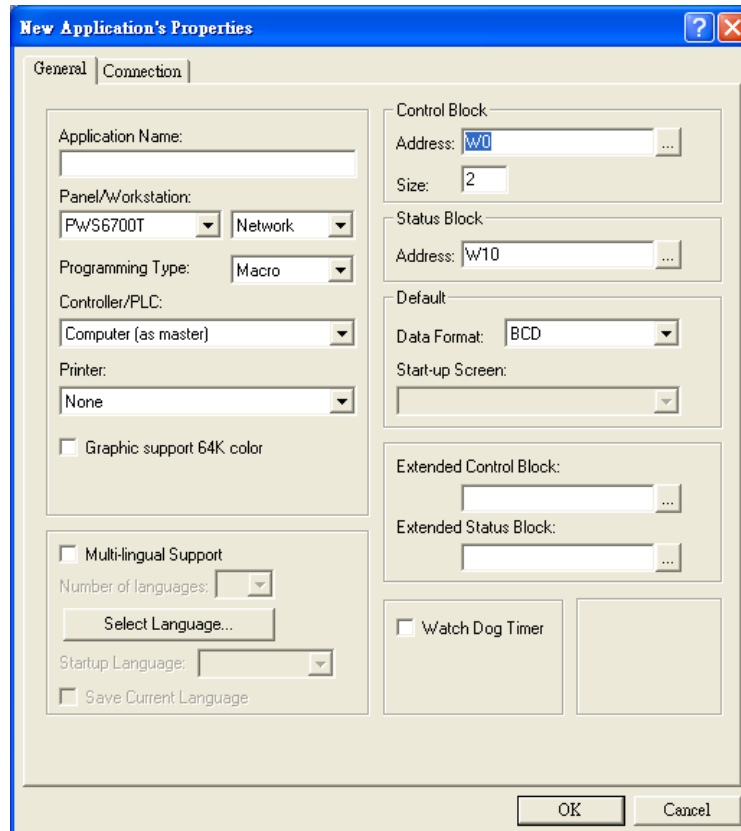 New Application's Properties
General
Connection
Application Name:
Panel/Workstation:
PWS6700T
Network
Programming Type:
Macro
Controller/PLC:
Computer (as master)
Printer:
None
Graphic support 64K color
Multi-lingual Support
Number of languages:
Select Language...
Startup Language:
Save Current Language
Control Block
Address: W0 ...
Size: 2
Status Block
Address: W10 ...
Default
Data Format: BCD
Start-up Screen:
Extended Control Block:
...
Extended Status Block:
...
Watch Dog Timer
OK
Cancel